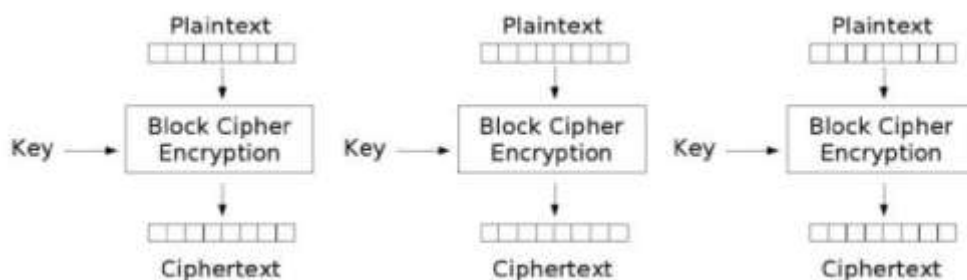 Plaintext Plaintext Plaintext
Key Block Cipher Encryption Key Block Cipher Encryption Key Block Cipher Encryption
Ciphertext Ciphertext Ciphertext